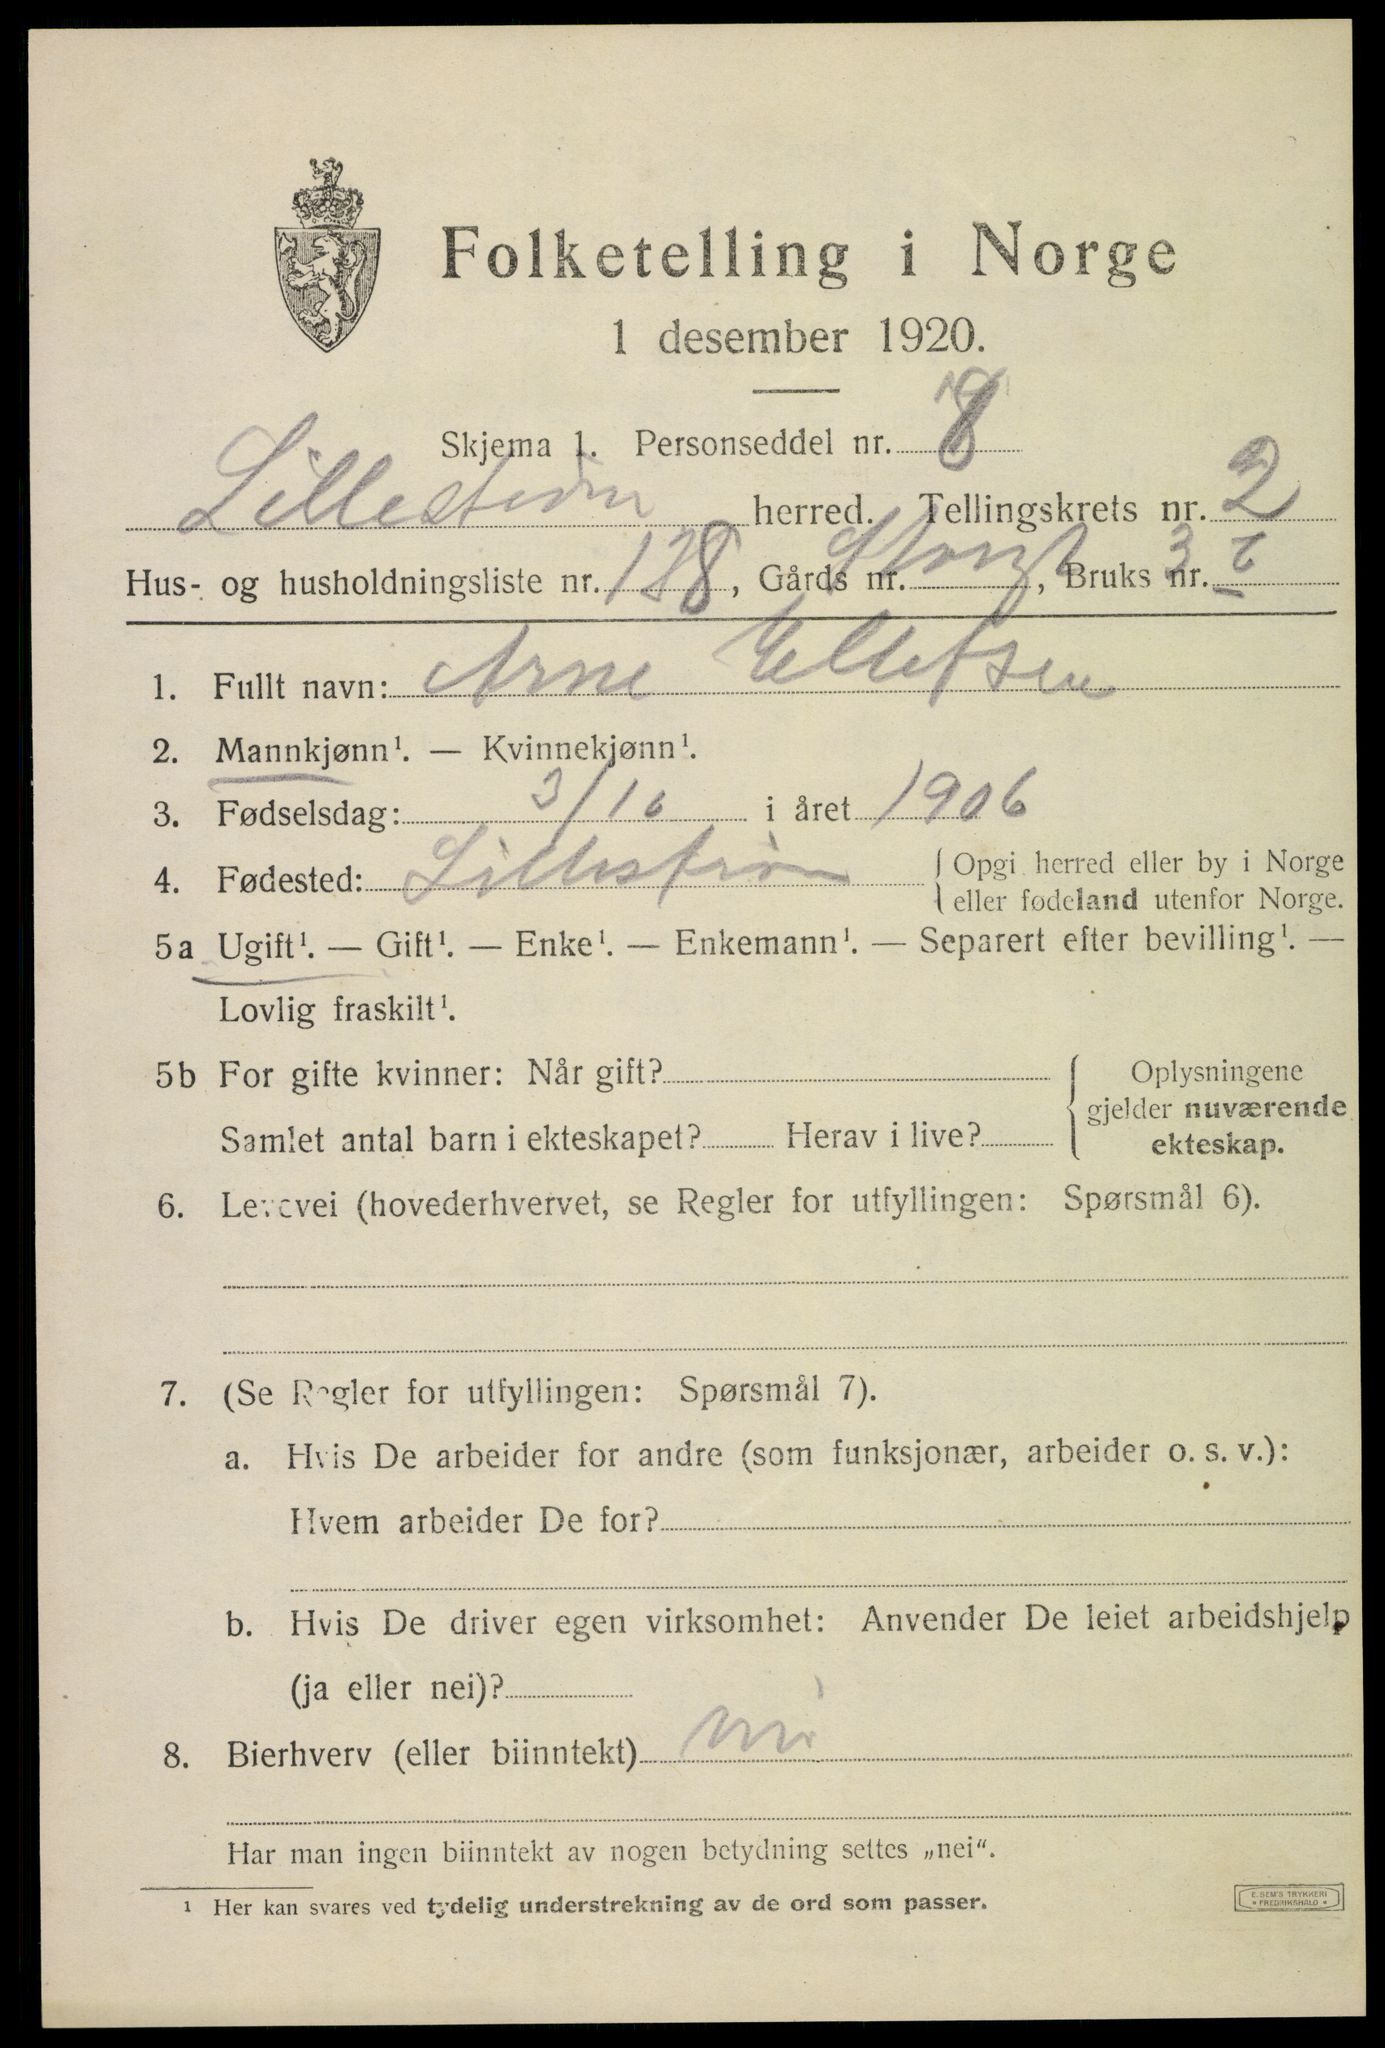 Folketelling i Norge
1 desember 1920.
Skjema 1. Personseddel nr. 8
Lillestrøm herred. Tellingskrets nr. 2
Hus- og husholdningsliste nr. 128, Gårds nr. Storgt, Bruks nr. 3
1. Fullt navn: Arne Ellefsen
2. Mannkjønn¹. — Kvinnekjønn¹.
3. Fødselsdag: 3/10 i året 1906
4. Fødested: Lillestrøm { Opgi herred eller by i Norge
eller fødeland utenfor Norge.
5a Ugift¹. — Gift¹. — Enke¹. — Enkemann¹. — Separert efter bevilling¹. —
Lovlig fraskilt¹.
5b For gifte kvinner: Når gift? { Oplysningene
gjelder nuværende
Samlet antal barn i ekteskapet? Herav i live? ekteskap.
6. Levevei (hovederhvervet, se Regler for utfyllingen: Spørsmål 6).
7. (Se Regler for utfyllingen: Spørsmål 7).
a. Hvis De arbeider for andre (som funksjonær, arbeider o. s. v.):
Hvem arbeider De for?
b. Hvis De driver egen virksomhet: Anvender De leiet arbeidshjelp
(ja eller nei)?
8. Bierhverv (eller biinntekt) nei
Har man ingen biinntekt av nogen betydning settes „nei“.
¹ Her kan svares ved tydelig understrekning av de ord som passer.
E. SEM'S TRYKKERI
FREDRIKSHALD